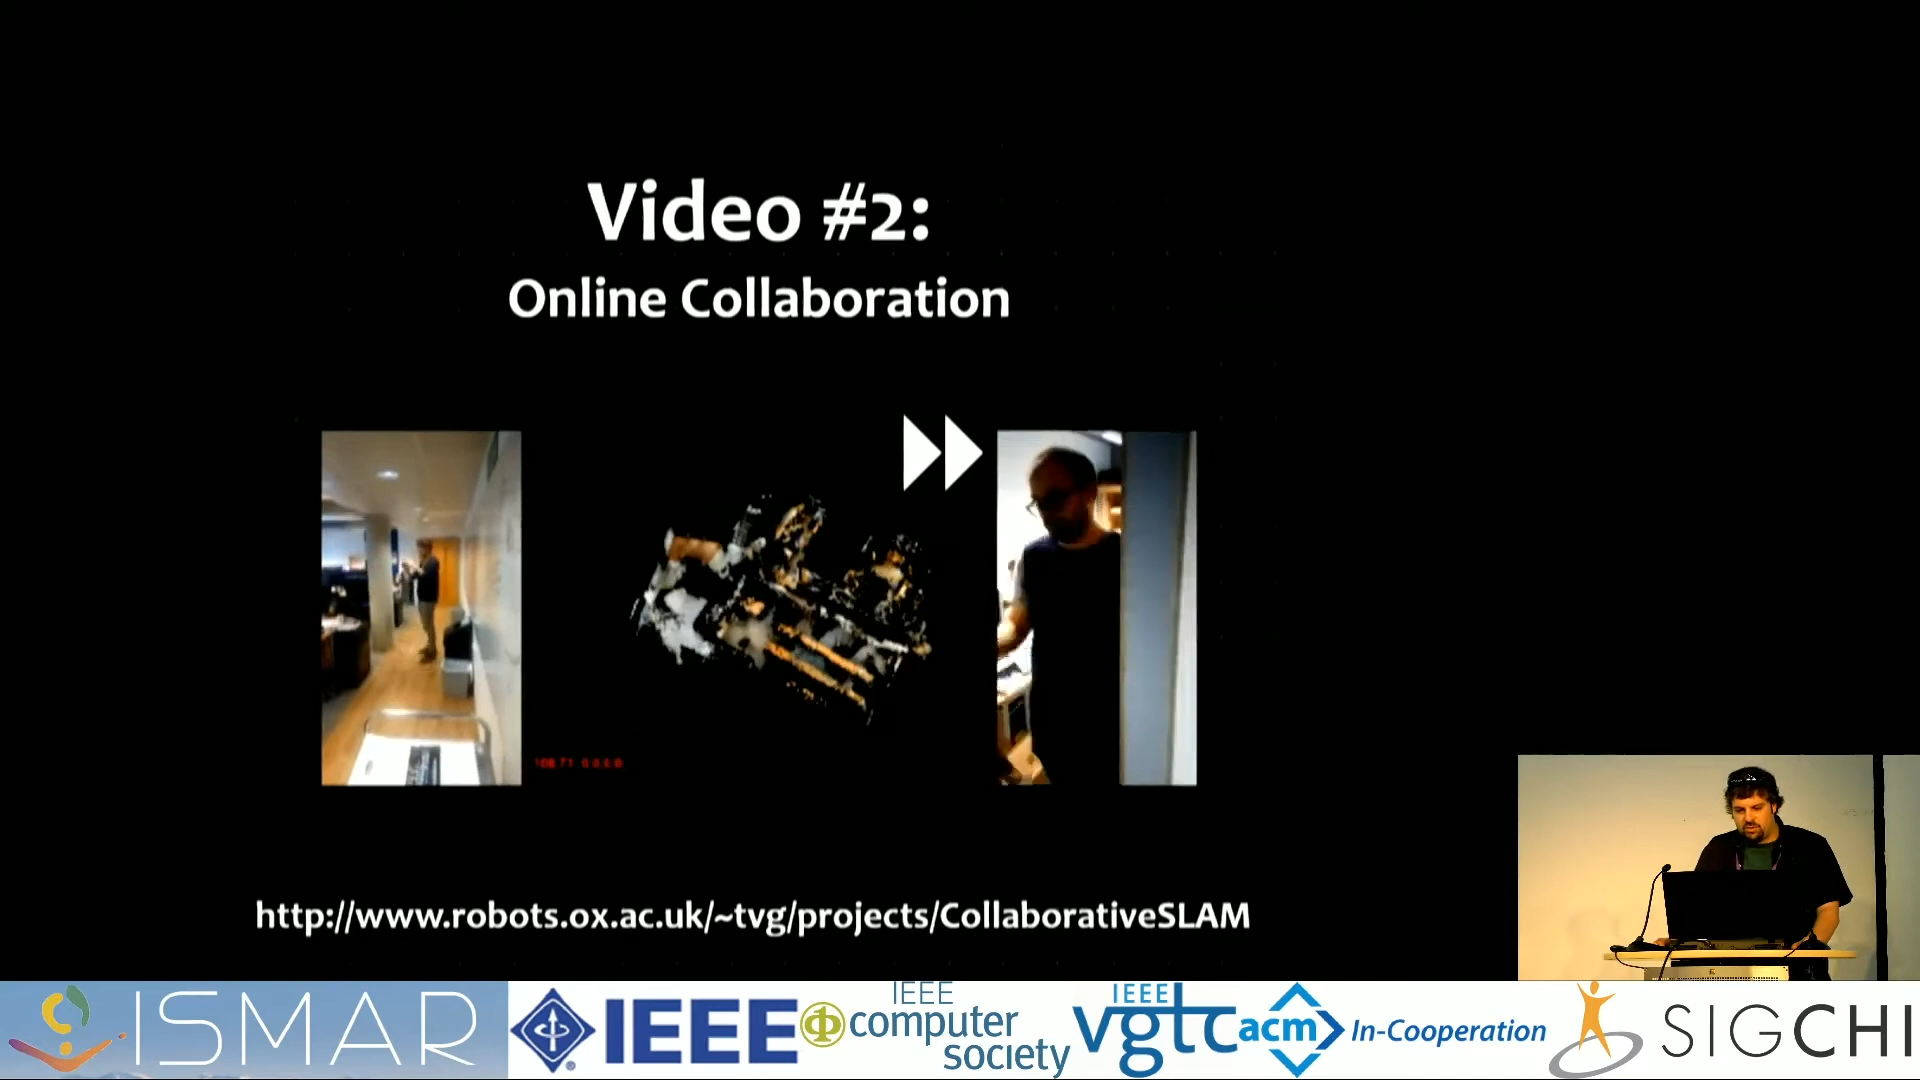 Video #2:
Online Collaboration
http://www.robots.ox.ac.uk/~tvg/projects/CollaborativeSLAM
ISMAR
IEEE
IEEE
computer
society
IEEE
vgtc
acm
In-Cooperation
SIGCHI